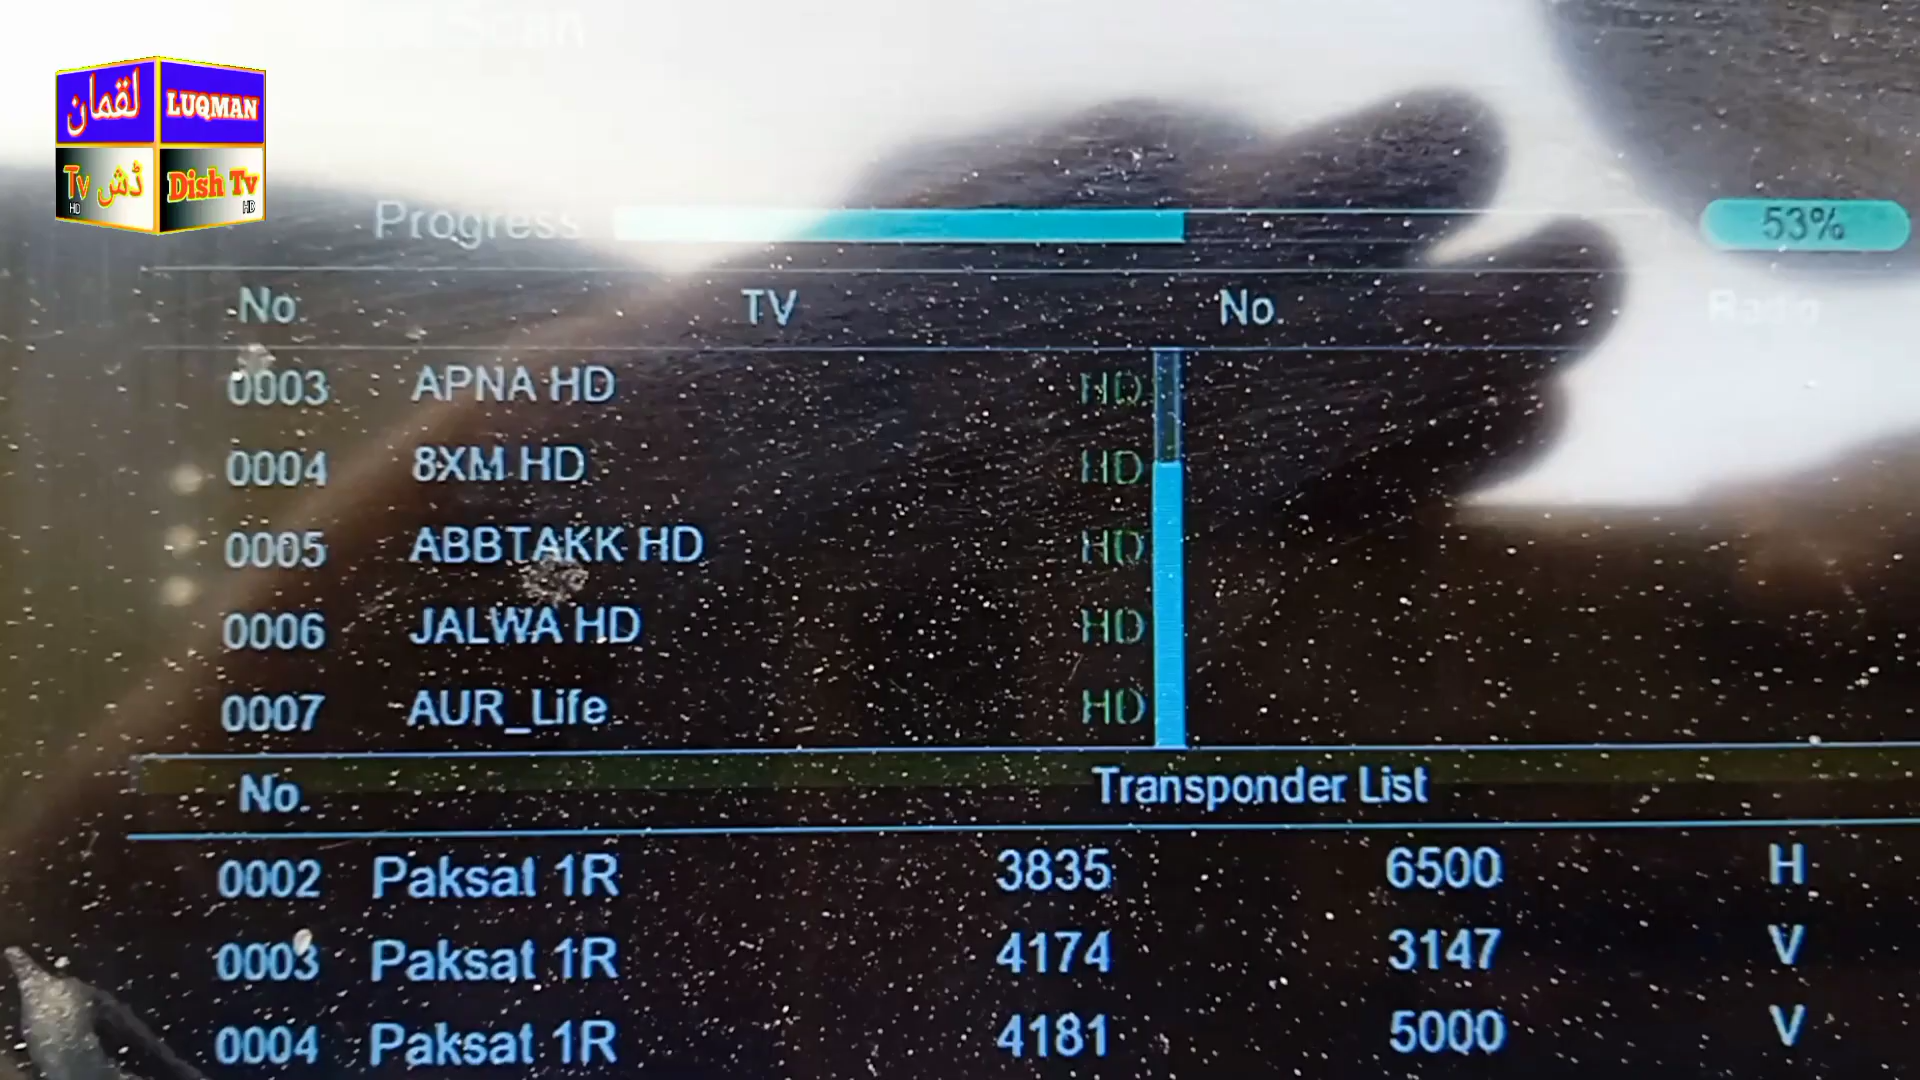 Scan
لقمان LUQMAN
Tv ڈش Dish Tv
HD HD
Progress 53%
No. TV No. Radio
0003 APNA HD HD
0004 8XM HD HD
0005 ABBTAKK HD HD
0006 JALWA HD HD
0007 AUR_Life HD
No. Transponder List
0002 Paksat 1R 3835 6500 H
0003 Paksat 1R 4174 3147 V
0004 Paksat 1R 4181 5000 V